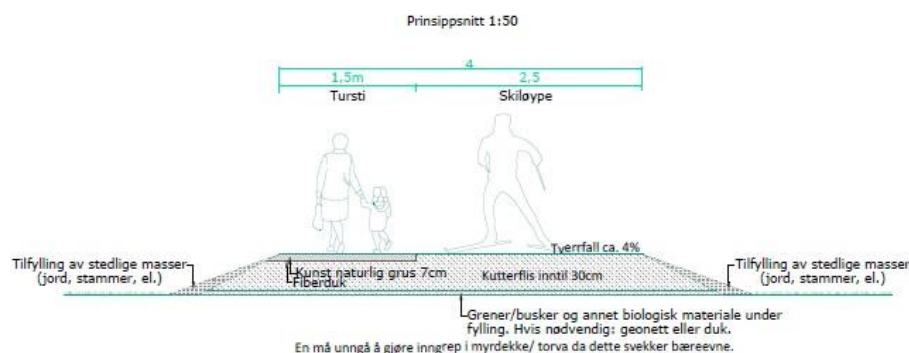 Prinsippsnitt 1:50
4
1,5m
2,5
Tursti
Skiløype
Tverrfall ca. 4%
Tilfylling av stedlige masser
(jord, stammer, el.)
Kunst naturlig grus 7cm
Fiberduk
Kutterflis inntil 30cm
Tilfylling av stedlige masser
(jord, stammer, el.)
Grener/busker og annet biologisk materiale under
fylling. Hvis nødvendig: geonett eller duk.
En må unngå å gjøre inngrep i myrdekke/ torva da dette svekker bæreevne.